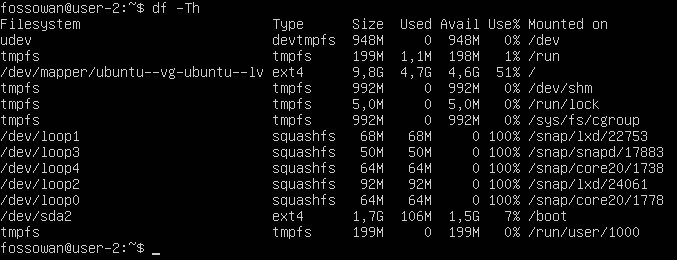 fossowan@user-2:~$ df -Th
Filesystem Type Size Used Avail Use% Mounted on
udev devtmpfs 948M 0 948M 0% /dev
tmpfs tmpfs 199M 1,1M 198M 1% /run
/dev/mapper/ubuntu--vg-ubuntu--lv ext4 9,8G 4,7G 4,6G 51% /
tmpfs tmpfs 992M 0 992M 0% /dev/shm
tmpfs tmpfs 5,0M 0 5,0M 0% /run/lock
tmpfs tmpfs 992M 0 992M 0% /sys/fs/cgroup
/dev/loop1 squashfs 68M 68M 0 100% /snap/lxd/22753
/dev/loop3 squashfs 50M 50M 0 100% /snap/snapd/17883
/dev/loop4 squashfs 64M 64M 0 100% /snap/core20/1738
/dev/loop2 squashfs 92M 92M 0 100% /snap/lxd/24061
/dev/loop0 squashfs 64M 64M 0 100% /snap/core20/1778
/dev/sda2 ext4 1,7G 106M 1,5G 7% /boot
tmpfs tmpfs 199M 0 199M 0% /run/user/1000
fossowan@user-2:~$ _